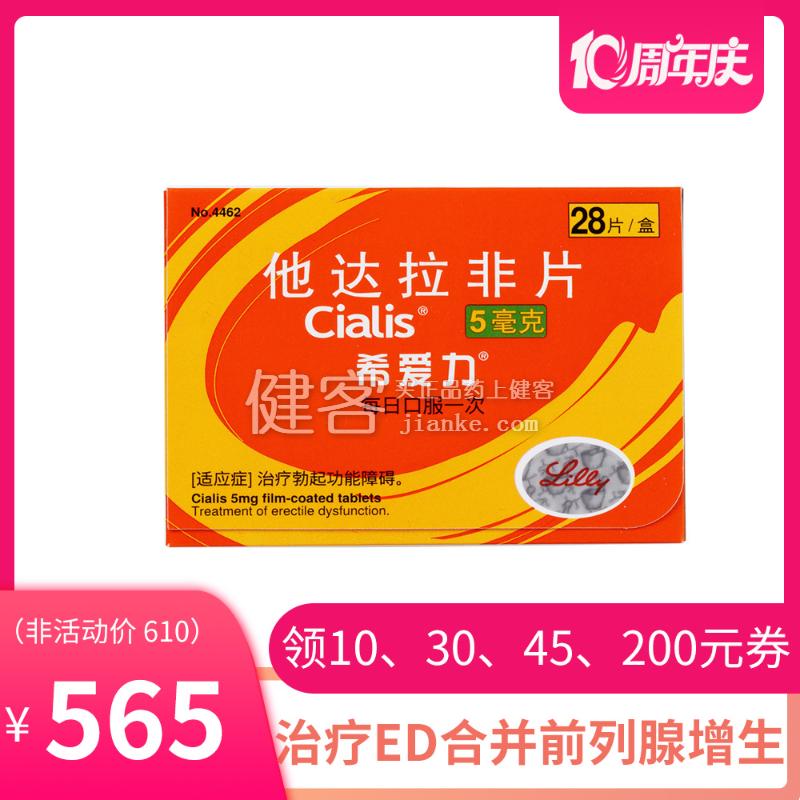 10周年庆
No.4462
28片/盒
他达拉非片
Cialis®
5毫克
希爱力®
健客
买正品药上健客
jianke.com
每日口服一次
[适应症] 治疗勃起功能障碍。
Cialis 5mg film-coated tablets
Treatment of erectile dysfunction.
Lilly
（非活动价 610）
¥ 565
领10、30、45、200元券
治疗ED合并前列腺增生